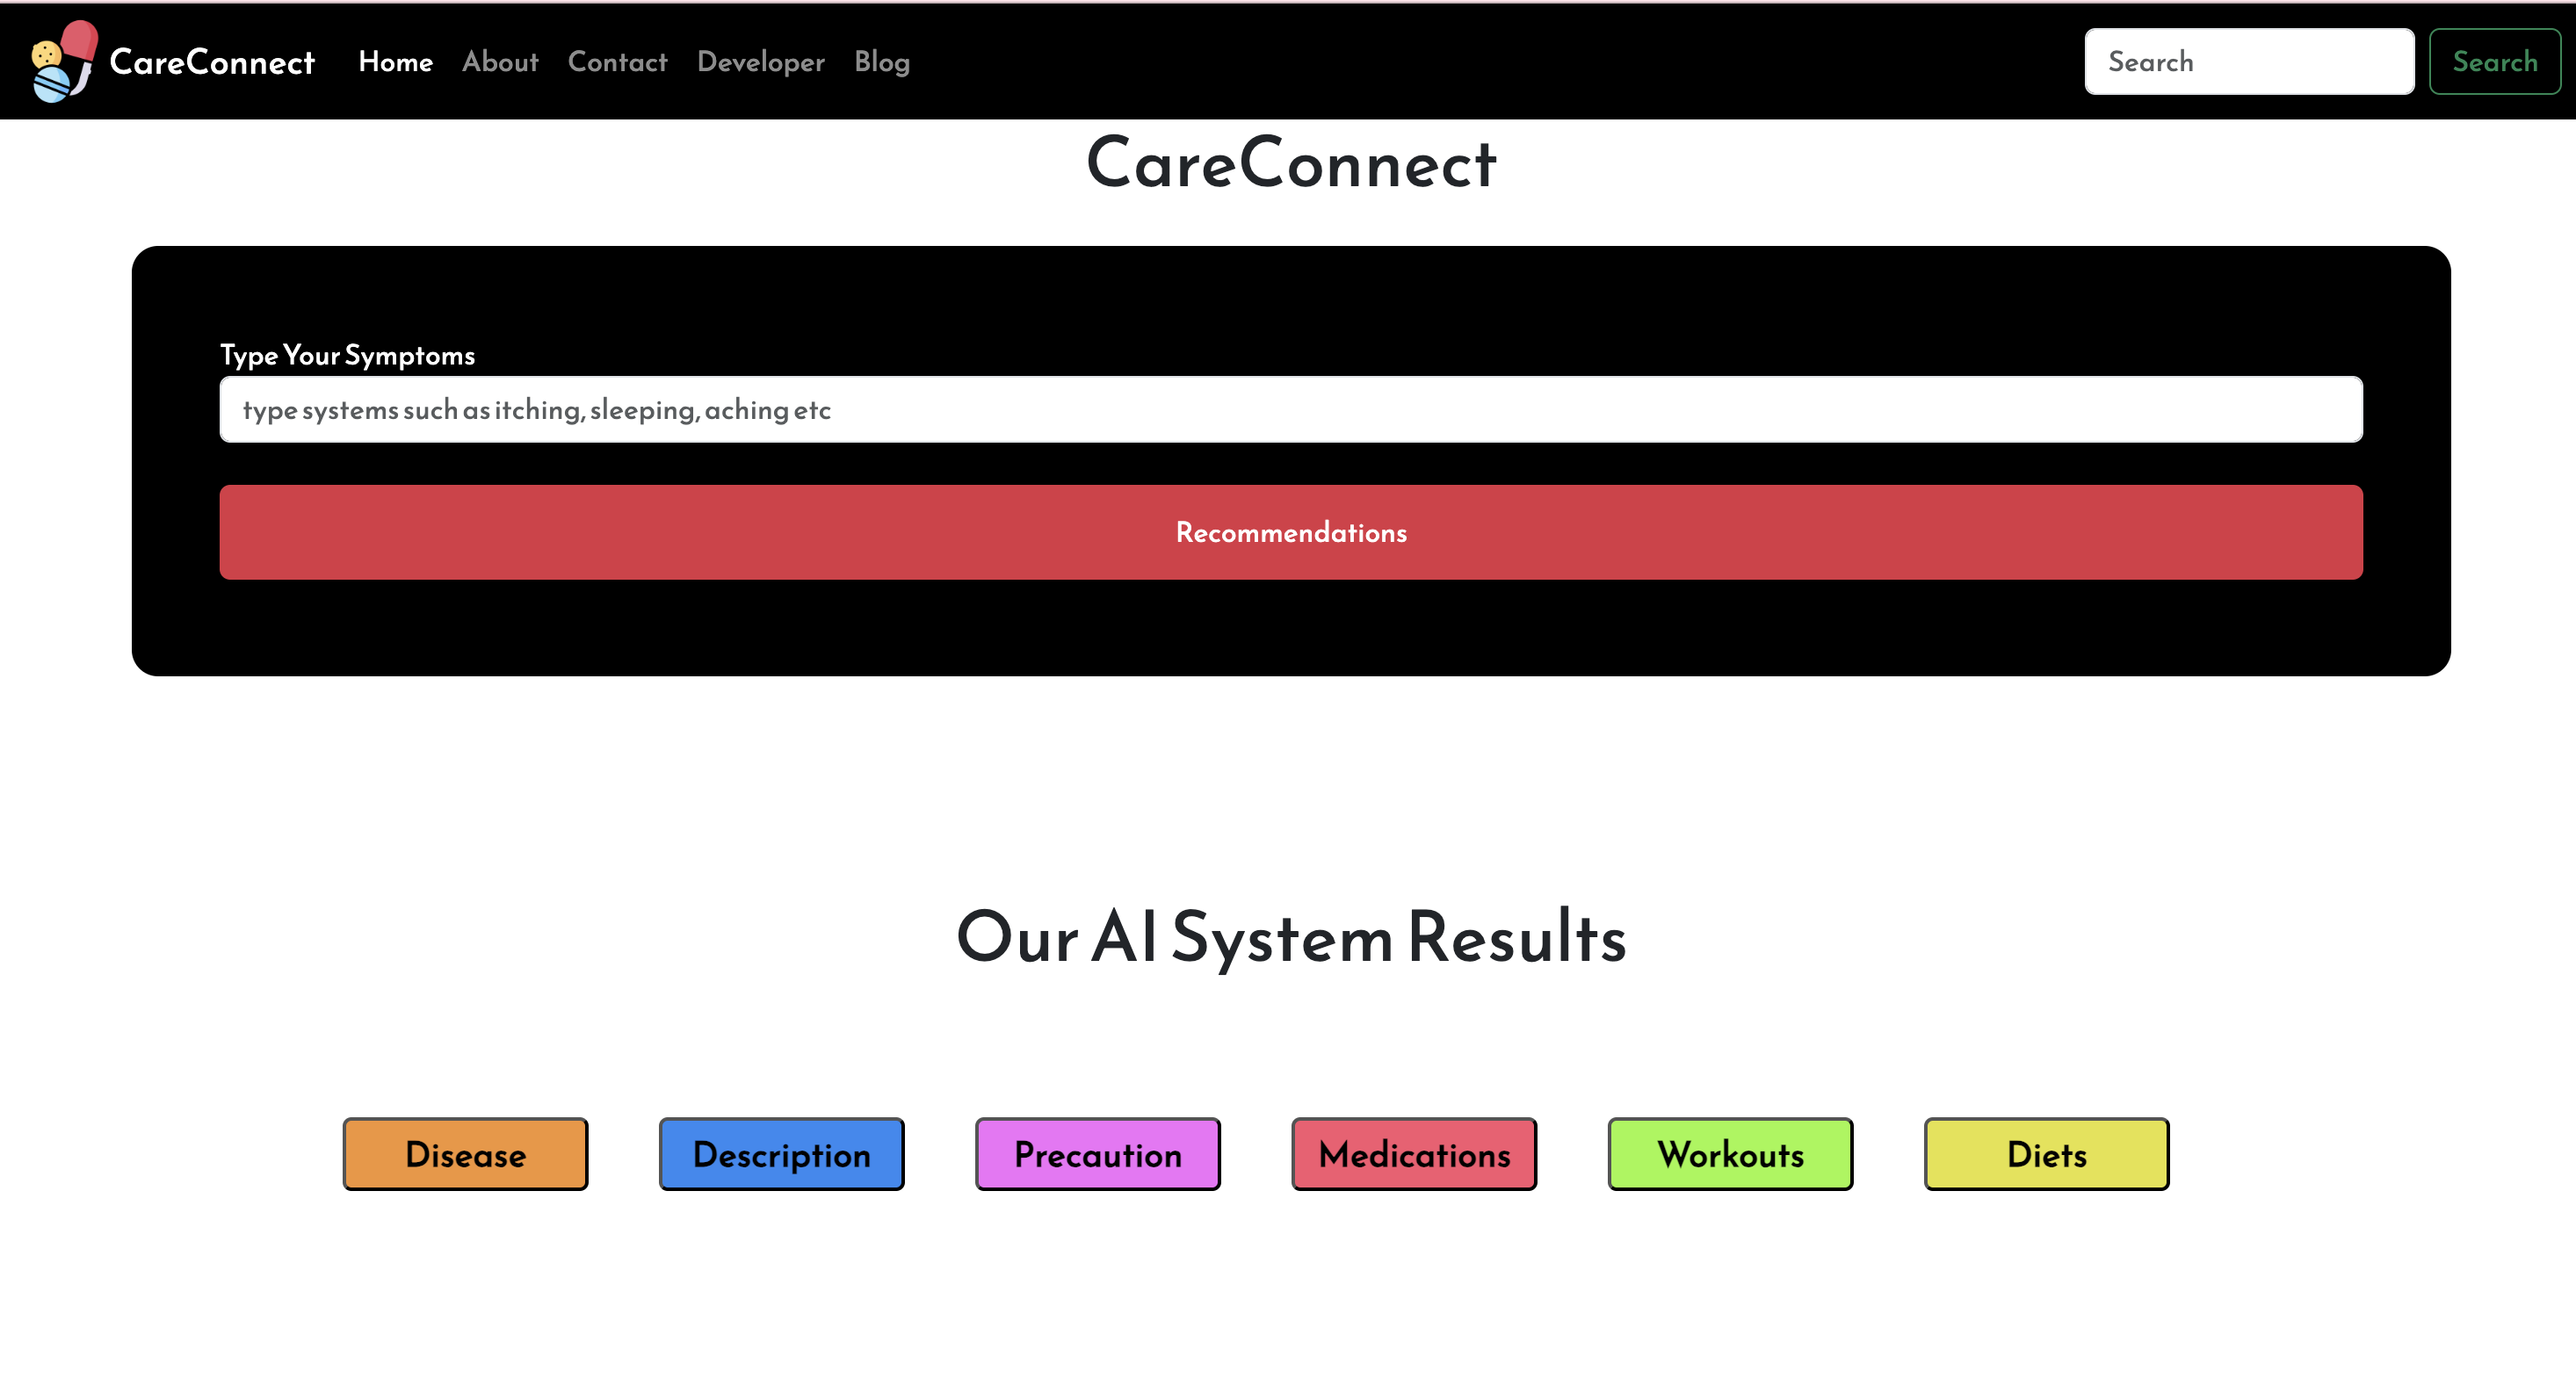 CareConnect Home About Contact Developer Blog Search Search
CareConnect
Type Your Symptoms
type systems such as itching, sleeping, aching etc
Recommendations
Our AI System Results
Disease Description Precaution Medications Workouts Diets